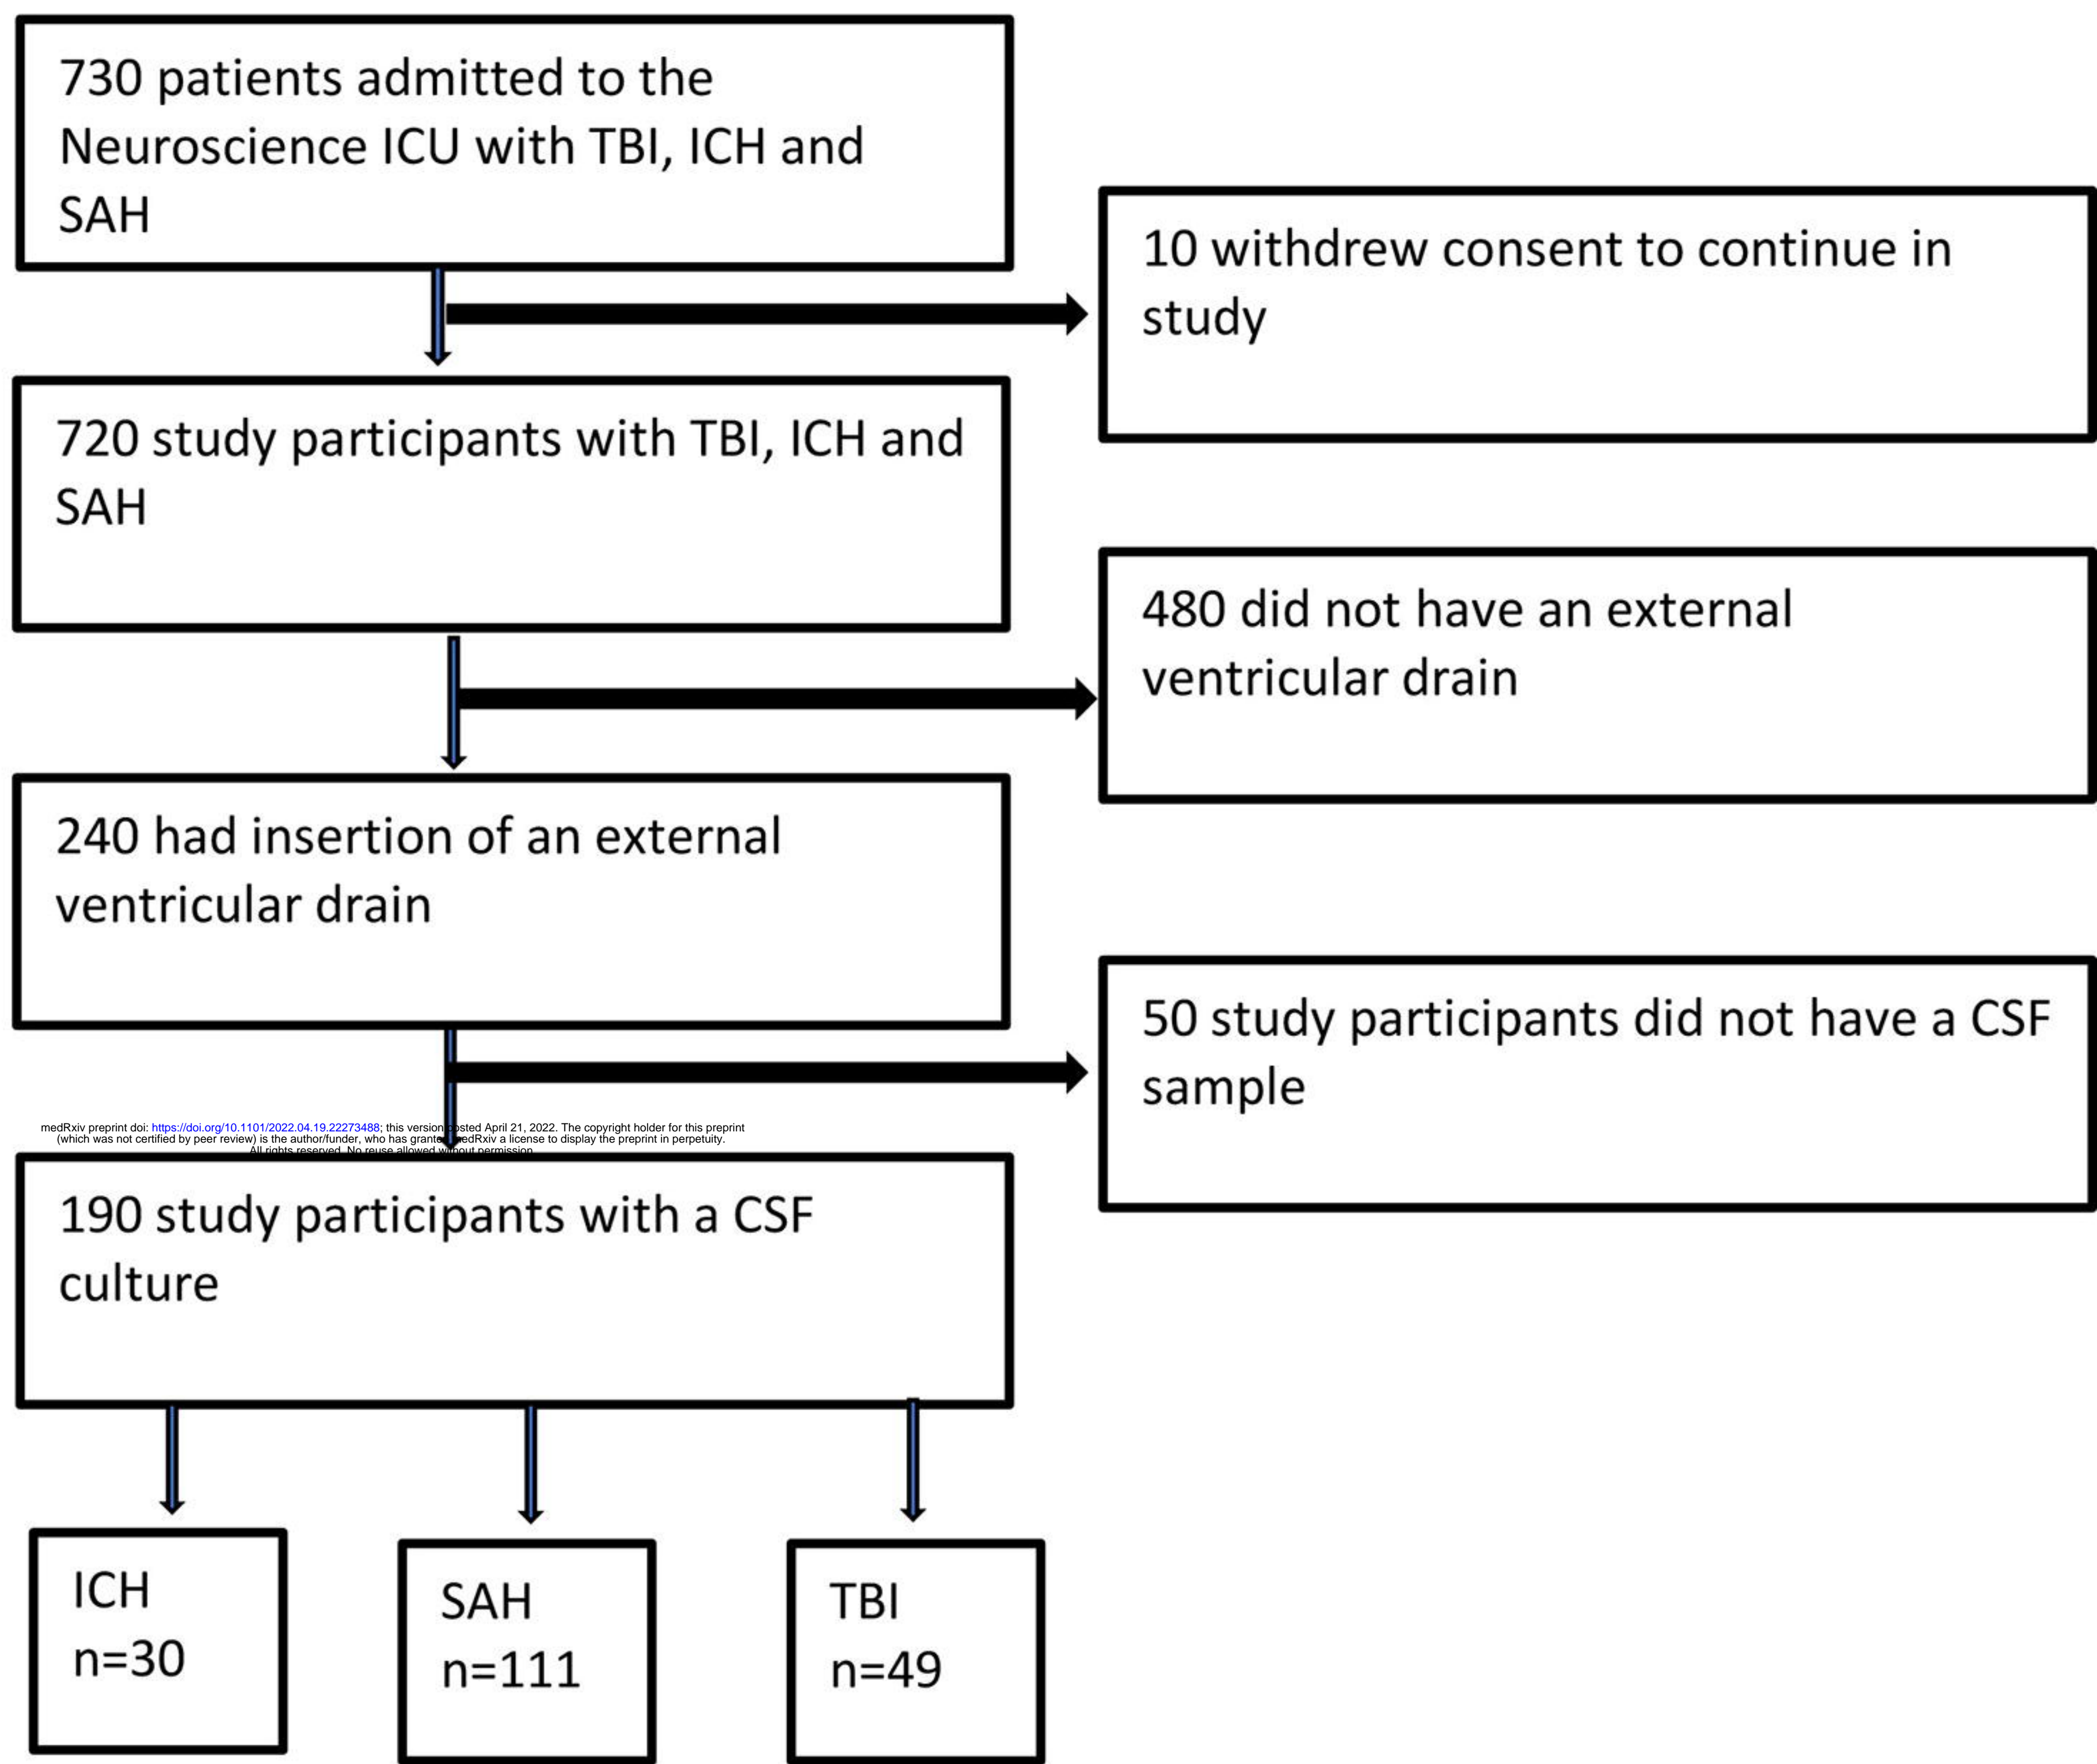 730 patients admitted to the
Neuroscience ICU with TBI, ICH and
SAH
10 withdrew consent to continue in
study
720 study participants with TBI, ICH and
SAH
480 did not have an external
ventricular drain
240 had insertion of an external
ventricular drain
50 study participants did not have a CSF
sample
medRxiv preprint doi: https://doi.org/10.1101/2022.04.19.22273488; this version posted April 21, 2022. The copyright holder for this preprint
(which was not certified by peer review) is the author/funder, who has granted medRxiv a license to display the preprint in perpetuity.
All rights reserved. No reuse allowed without permission.
190 study participants with a CSF
culture
ICH
n=30
SAH
n=111
TBI
n=49